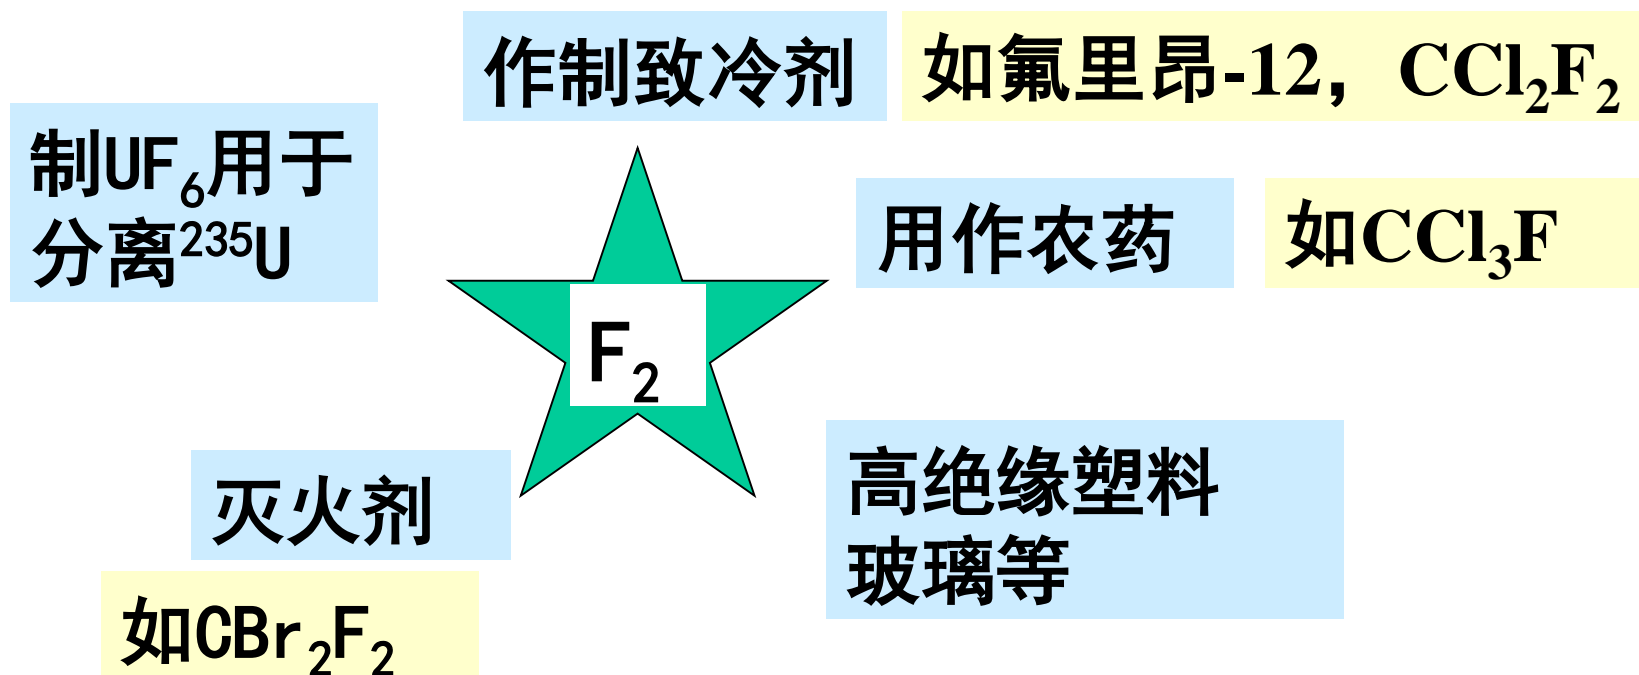 作制致冷剂
如氟里昂-12，CCl₂F₂
制UF₆用于
分离²³⁵U
用作农药
如CCl₃F
F₂
高绝缘塑料
玻璃等
灭火剂
如CBr₂F₂